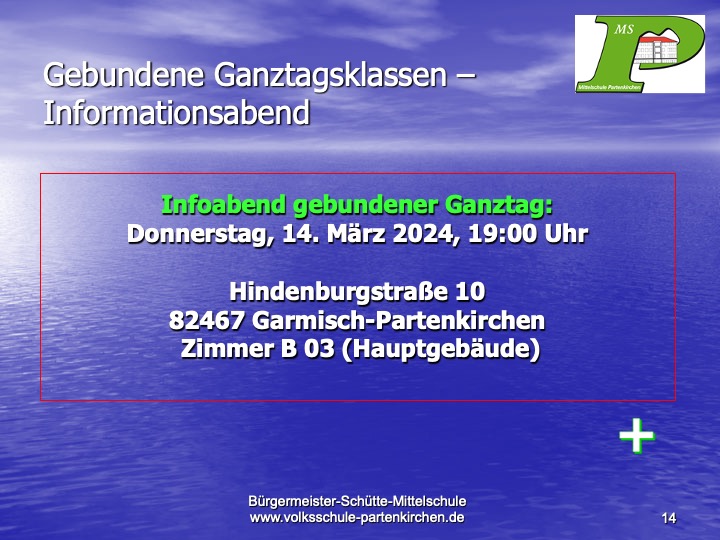 MS
Mittelschule Partenkirchen
Gebundene Ganztagsklassen –
Informationsabend
Infoabend gebundener Ganztag:
Donnerstag, 14. März 2024, 19:00 Uhr
Hindenburgstraße 10
82467 Garmisch-Partenkirchen
Zimmer B 03 (Hauptgebäude)
+
Bürgermeister-Schütte-Mittelschule
www.volksschule-partenkirchen.de
14